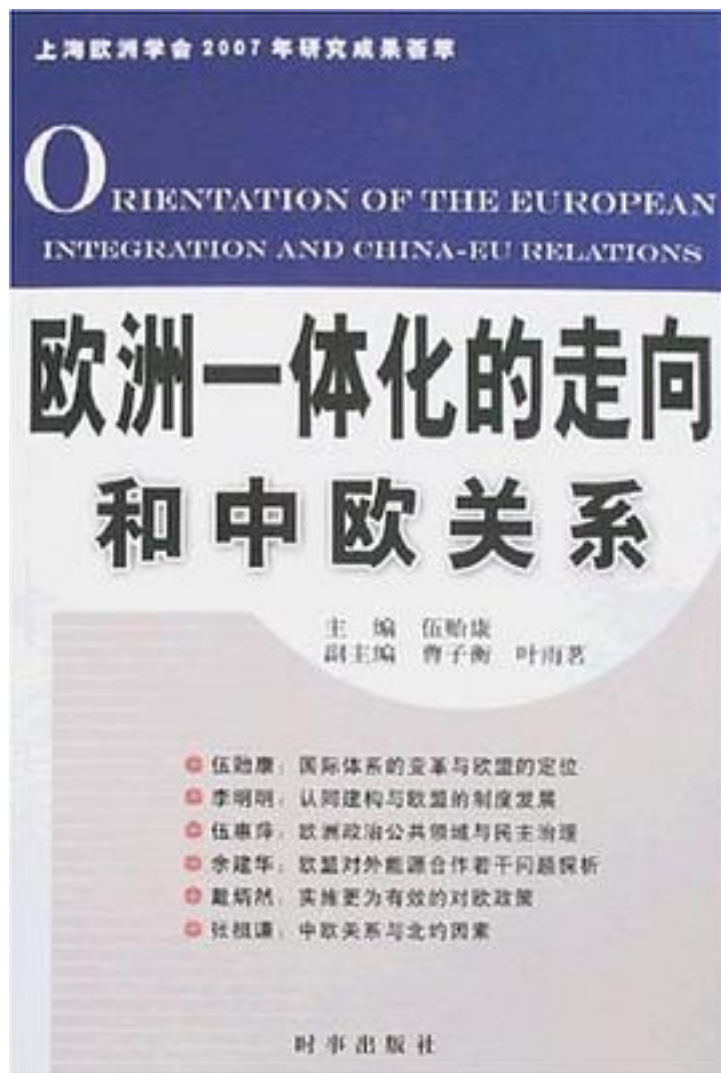 上海欧洲学会2007年研究成果荟萃
ORIENTATION OF THE EUROPEAN
INTEGRATION AND CHINA-EU RELATIONS
欧洲一体化的走向
和中欧关系
主 编 伍贻康
副主编 曹子衡 叶雨茗
伍贻康：国际体系的变革与欧盟的定位
李明明：认同建构与欧盟的制度发展
伍惠萍：欧洲政治公共领域与民主治理
余建华：欧盟对外能源合作若干问题探析
戴炳然：实施更为有效的对欧政策
张祖谦：中欧关系与北约因素
时事出版社